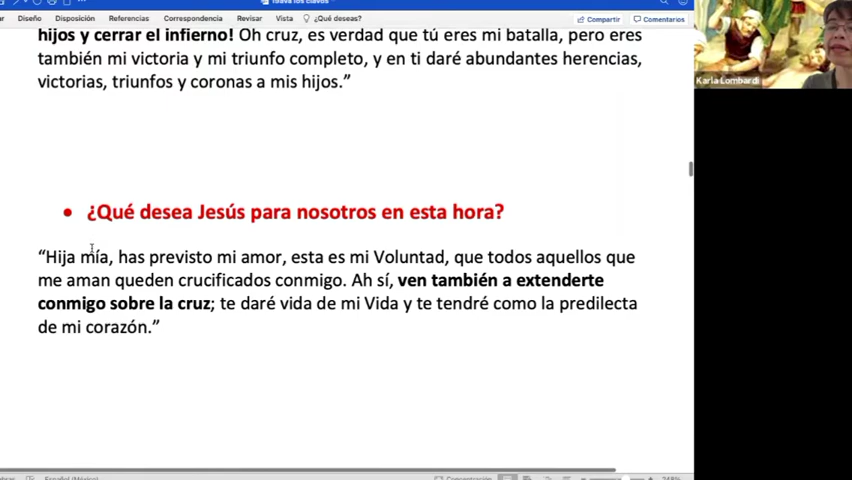 Diseño Disposición Referencias Correspondencia Revisar Vista ¿Qué deseas? Compartir Comentarios
hijos y cerrar el infierno! Oh cruz, es verdad que tú eres mi batalla, pero eres
también mi victoria y mi triunfo completo, y en ti daré abundantes herencias,
victorias, triunfos y coronas a mis hijos.”
Karla Lombardi
• ¿Qué desea Jesús para nosotros en esta hora?
“Hija mía, has previsto mi amor, esta es mi Voluntad, que todos aquellos que
me aman queden crucificados conmigo. Ah sí, ven también a extenderte
conmigo sobre la cruz; te daré vida de mi Vida y te tendré como la predilecta
de mi corazón.”
Español (México) Concentración